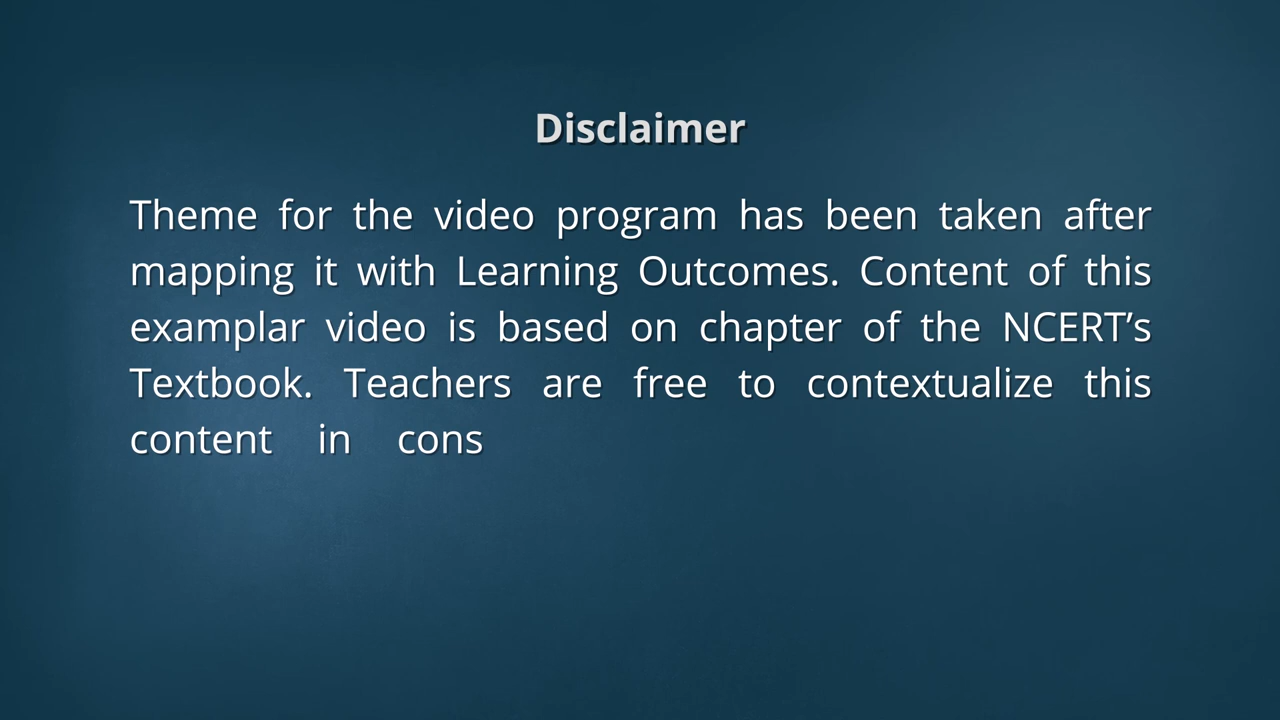 Disclaimer
Theme for the video program has been taken after
mapping it with Learning Outcomes. Content of this
examplar video is based on chapter of the NCERT’s
Textbook. Teachers are free to contextualize this
content in cons